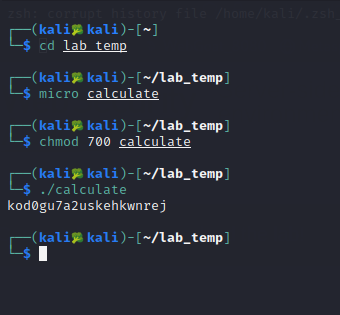 zsh: corrupt history file /home/kali/.zsh_
┌──(kali㉿kali)-[~]
└─$ cd lab_temp
┌──(kali㉿kali)-[~/lab_temp]
└─$ micro calculate
┌──(kali㉿kali)-[~/lab_temp]
└─$ chmod 700 calculate
┌──(kali㉿kali)-[~/lab_temp]
└─$ ./calculate
kod0gu7a2uskehkwnrej
┌──(kali㉿kali)-[~/lab_temp]
└─$